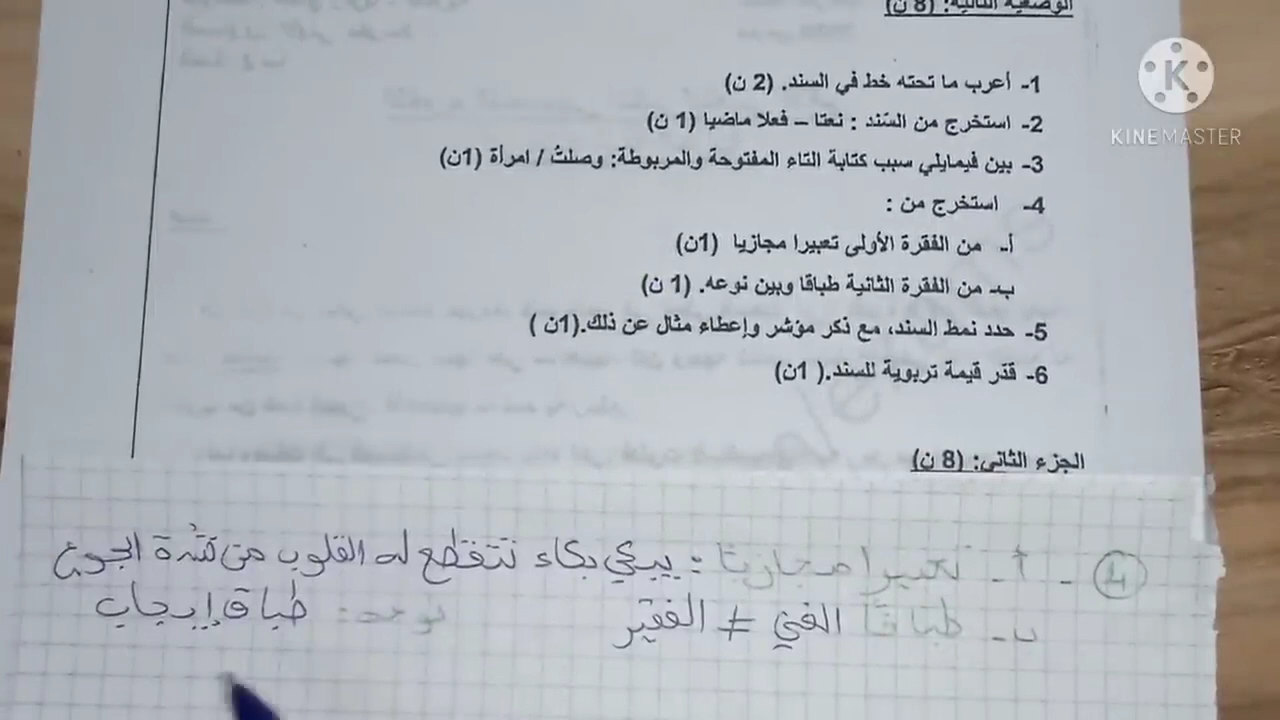 الوضعية الثانية: (8 ن)
1- أعرب ما تحته خط في السند. (2 ن)
2- استخرج من السّند : نعتا – فعلا ماضيا (1 ن)
3- بين فيمايلي سبب كتابة التاء المفتوحة والمربوطة: وصلتُ / امرأة (1ن)
4- استخرج من :
أ- من الفقرة الأولى تعبيرا مجازيا (1ن)
ب- من الفقرة الثانية طباقا وبين نوعه. (1 ن)
5- حدد نمط السند، مع ذكر مؤشر وإعطاء مثال عن ذلك.(1ن )
6- قدّر قيمة تربوية للسند.( 1ن)
الجزء الثاني: (8 ن)
4 - أ - تعبيرا مجازيًا : يبكي بكاء تتقطع له القلوب من شدة الجوع
ب - طباقًا الغني ≠ الفقير نوعه: طباق إيجاب
KINEMASTER